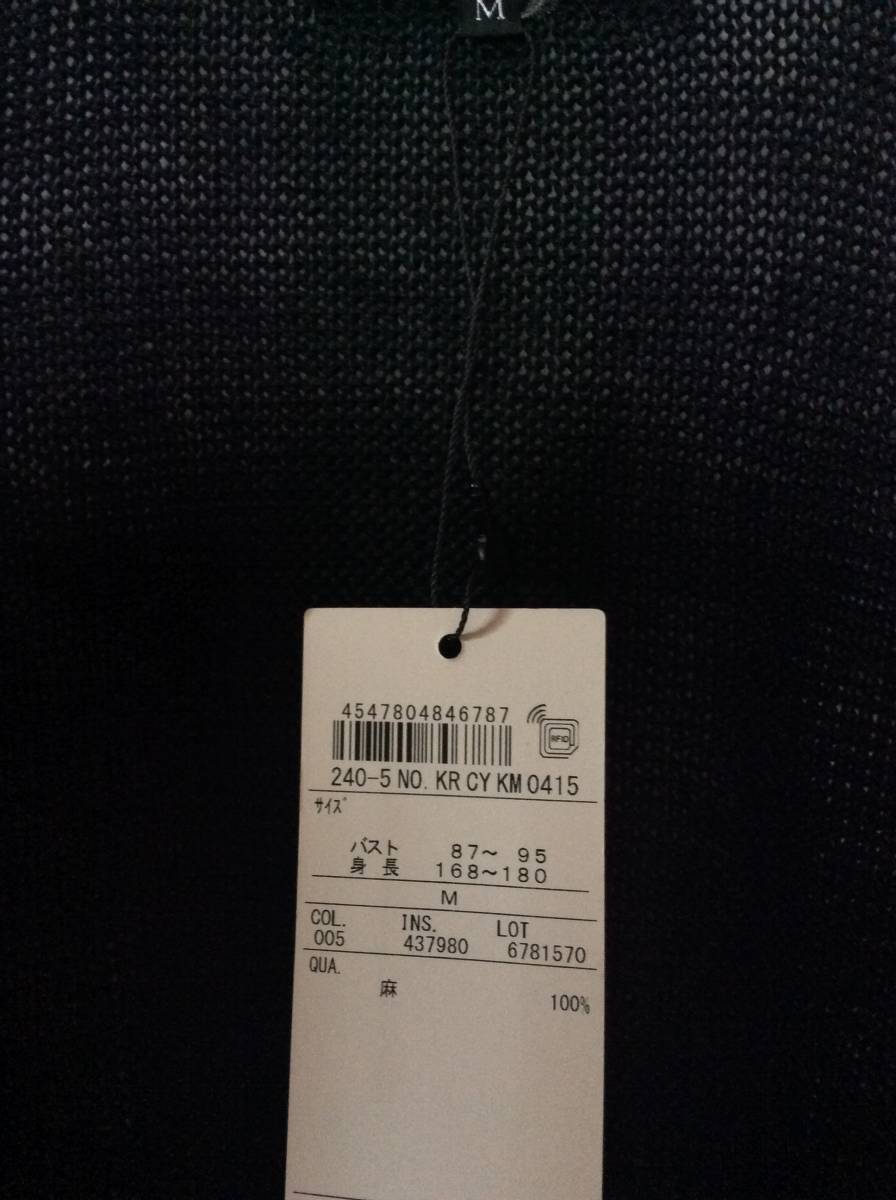 M
4547804846787
RFID
240-5 NO. KR CY KM 0415
サイズ
バスト 87～ 95
身長 168～180
M
COL. INS. LOT
005 437980 6781570
QUA.
麻 100%